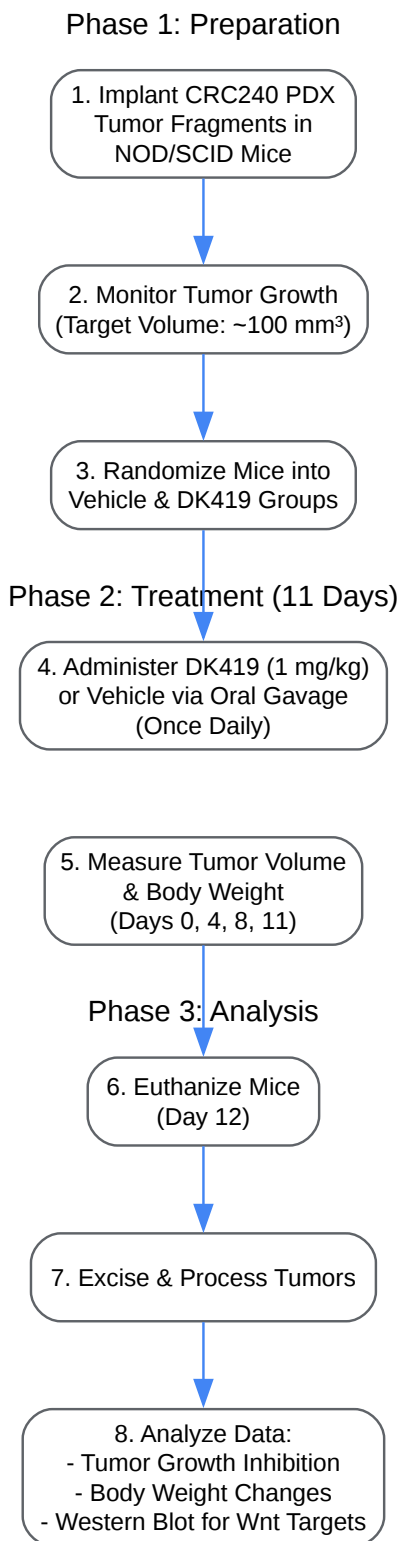 Phase 1: Preparation
1. Implant CRC240 PDX
Tumor Fragments in
NOD/SCID Mice
2. Monitor Tumor Growth
(Target Volume: ~100 mm³)
3. Randomize Mice into
Vehicle & DK419 Groups
Phase 2: Treatment (11 Days)
4. Administer DK419 (1 mg/kg)
or Vehicle via Oral Gavage
(Once Daily)
5. Measure Tumor Volume
& Body Weight
(Days 0, 4, 8, 11)
Phase 3: Analysis
6. Euthanize Mice
(Day 12)
7. Excise & Process Tumors
8. Analyze Data:
- Tumor Growth Inhibition
- Body Weight Changes
- Western Blot for Wnt Targets